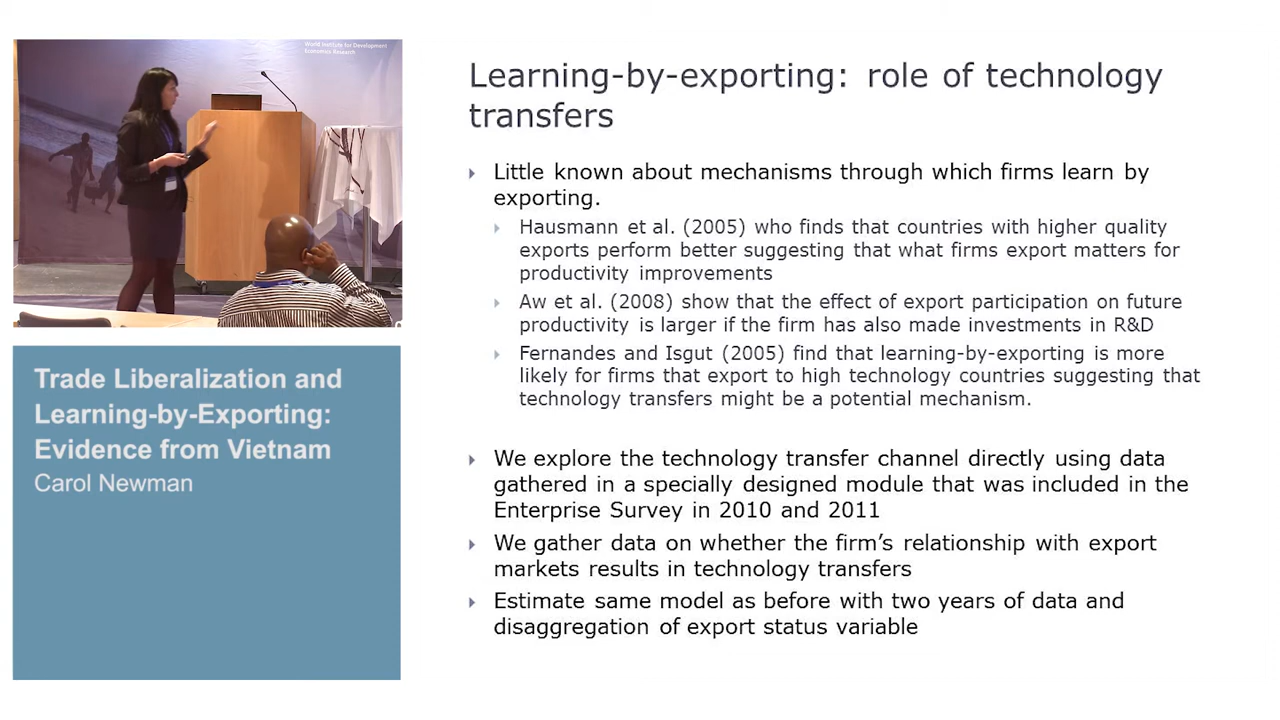 World Institute for Development
Economics Research
Learning-by-exporting: role of technology
transfers
Little known about mechanisms through which firms learn by
exporting.
Hausmann et al. (2005) who finds that countries with higher quality
exports perform better suggesting that what firms export matters for
productivity improvements
Aw et al. (2008) show that the effect of export participation on future
productivity is larger if the firm has also made investments in R&D
Fernandes and Isgut (2005) find that learning-by-exporting is more
likely for firms that export to high technology countries suggesting that
technology transfers might be a potential mechanism.
We explore the technology transfer channel directly using data
gathered in a specially designed module that was included in the
Enterprise Survey in 2010 and 2011
We gather data on whether the firm's relationship with export
markets results in technology transfers
Estimate same model as before with two years of data and
disaggregation of export status variable
Trade Liberalization and
Learning-by-Exporting:
Evidence from Vietnam
Carol Newman